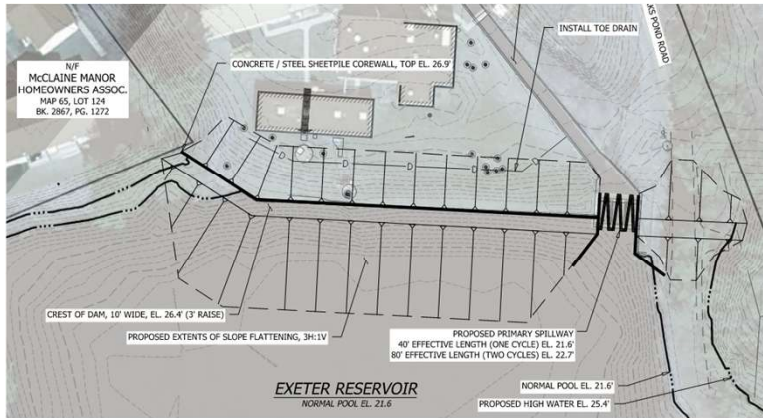 INSTALL TOE DRAIN
KS POND ROAD
N/F
McCLAINE MANOR
HOMEOWNERS ASSOC.
MAP 65, LOT 124
BK. 2867, PG. 1272
CONCRETE / STEEL SHEETPILE COREWALL, TOP EL. 26.9'
D
D
D
D
CREST OF DAM, 10' WIDE, EL. 26.4' (3' RAISE)
PROPOSED EXTENTS OF SLOPE FLATTENING, 3H:1V
PROPOSED PRIMARY SPILLWAY
40' EFFECTIVE LENGTH (ONE CYCLE) EL. 21.6'
80' EFFECTIVE LENGTH (TWO CYCLES) EL. 22.7'
EXETER RESERVOIR
NORMAL POOL EL. 21.6
NORMAL POOL EL. 21.6'
PROPOSED HIGH WATER EL. 25.4'